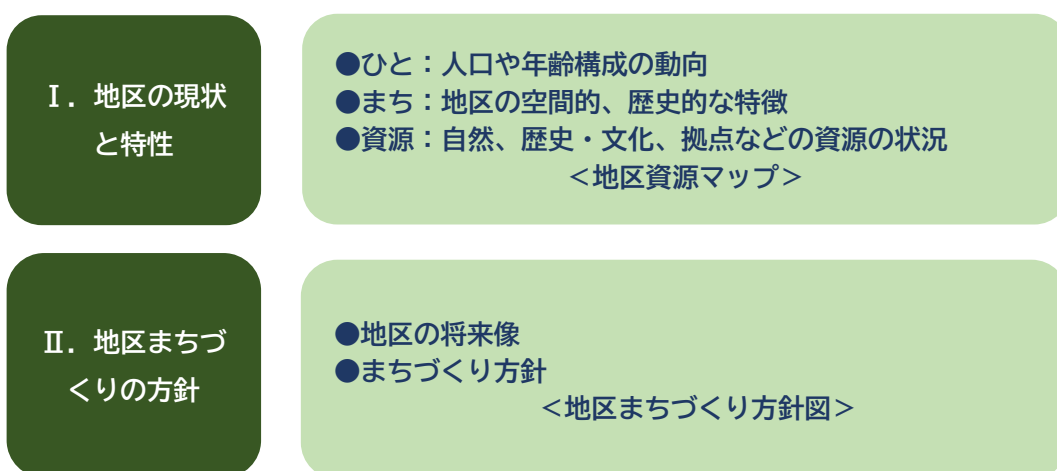 Ⅰ．地区の現状
と特性
●ひと：人口や年齢構成の動向
●まち：地区の空間的、歴史的な特徴
●資源：自然、歴史・文化、拠点などの資源の状況
＜地区資源マップ＞
Ⅱ．地区まちづ
くりの方針
●地区の将来像
●まちづくり方針
＜地区まちづくり方針図＞